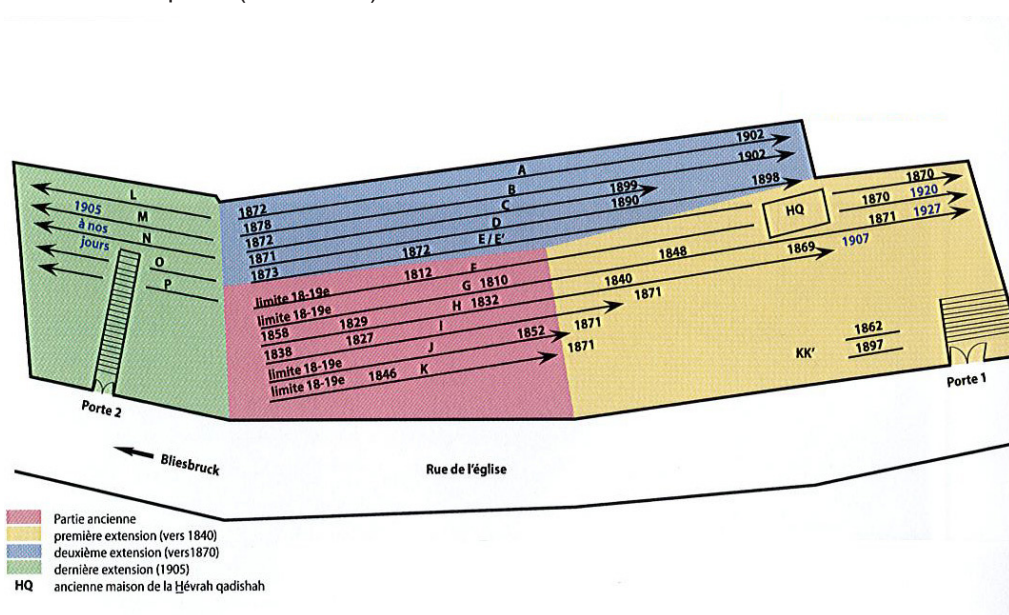 A 1902
1872 B 1902
1878 C 1899
1872 D 1890 1898
1871 E / E' 1872
1873
1870
1870 1920
1871 1927
HQ
L
1905 M
à nos N
jours
O
P
limite 18-19e 1812 F 1848 1869 1907
limite 18-19e G 1810
1858 1829 H 1832 1840
1838 1827 I 1871
limite 18-19e J 1852 1871
limite 18-19e 1846 K 1871
KK' 1862
1897
Porte 1
Porte 2
Bliesbruck
Rue de l'église
Partie ancienne
première extension (vers 1840)
deuxième extension (vers1870)
dernière extension (1905)
HQ ancienne maison de la Hévrah qadishah